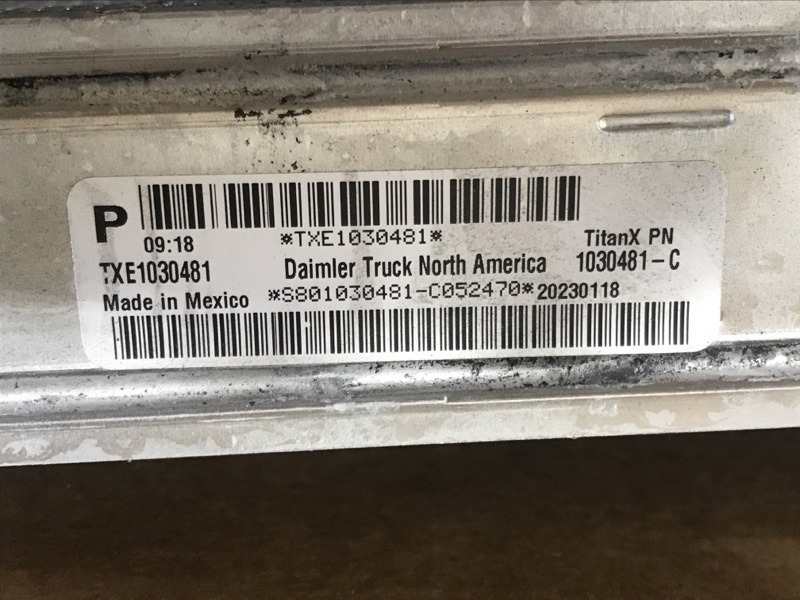 P
09:18 *TXE1030481* TitanX PN
TXE1030481 Daimler Truck North America 1030481-C
Made in Mexico *S801030481-C052470* 20230118